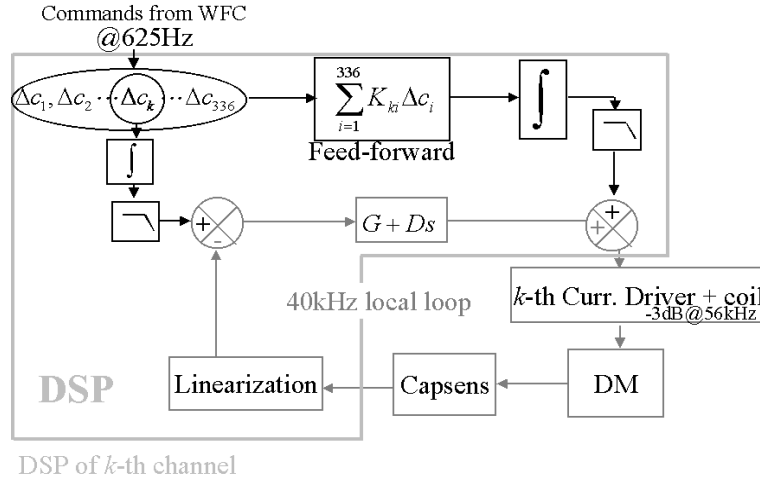 Commands from WFC
@625Hz
Δc₁, Δc₂ ··· Δcₖ ··· Δc₃₃₆
336
∑ Kₖᵢ Δcᵢ
i=1
Feed-forward
∫
∫
+
-
G + Ds
+
+
k-th Curr. Driver + coil
-3dB@56kHz
40kHz local loop
DSP
Linearization
Capsens
DM
DSP of k-th channel